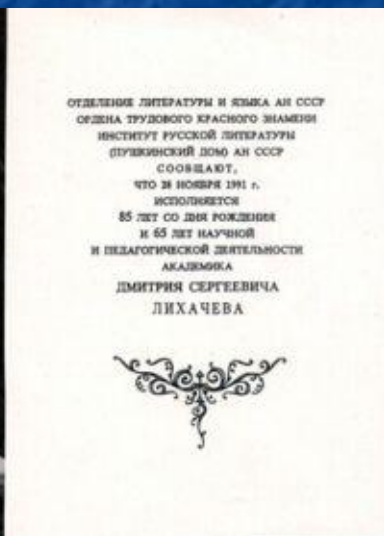 ОТДЕЛЕНИЕ ЛИТЕРАТУРЫ И ЯЗЫКА АН СССР
ОРДЕНА ТРУДОВОГО КРАСНОГО ЗНАМЕНИ
ИНСТИТУТ РУССКОЙ ЛИТЕРАТУРЫ
(ПУШКИНСКИЙ ДОМ) АН СССР
СООБЩАЮТ,
ЧТО 28 НОЯБРЯ 1991 г.
ИСПОЛНЯЕТСЯ
85 ЛЕТ СО ДНЯ РОЖДЕНИЯ
И 65 ЛЕТ НАУЧНОЙ
И ПЕДАГОГИЧЕСКОЙ ДЕЯТЕЛЬНОСТИ
АКАДЕМИКА
ДМИТРИЯ СЕРГЕЕВИЧА
ЛИХАЧЕВА